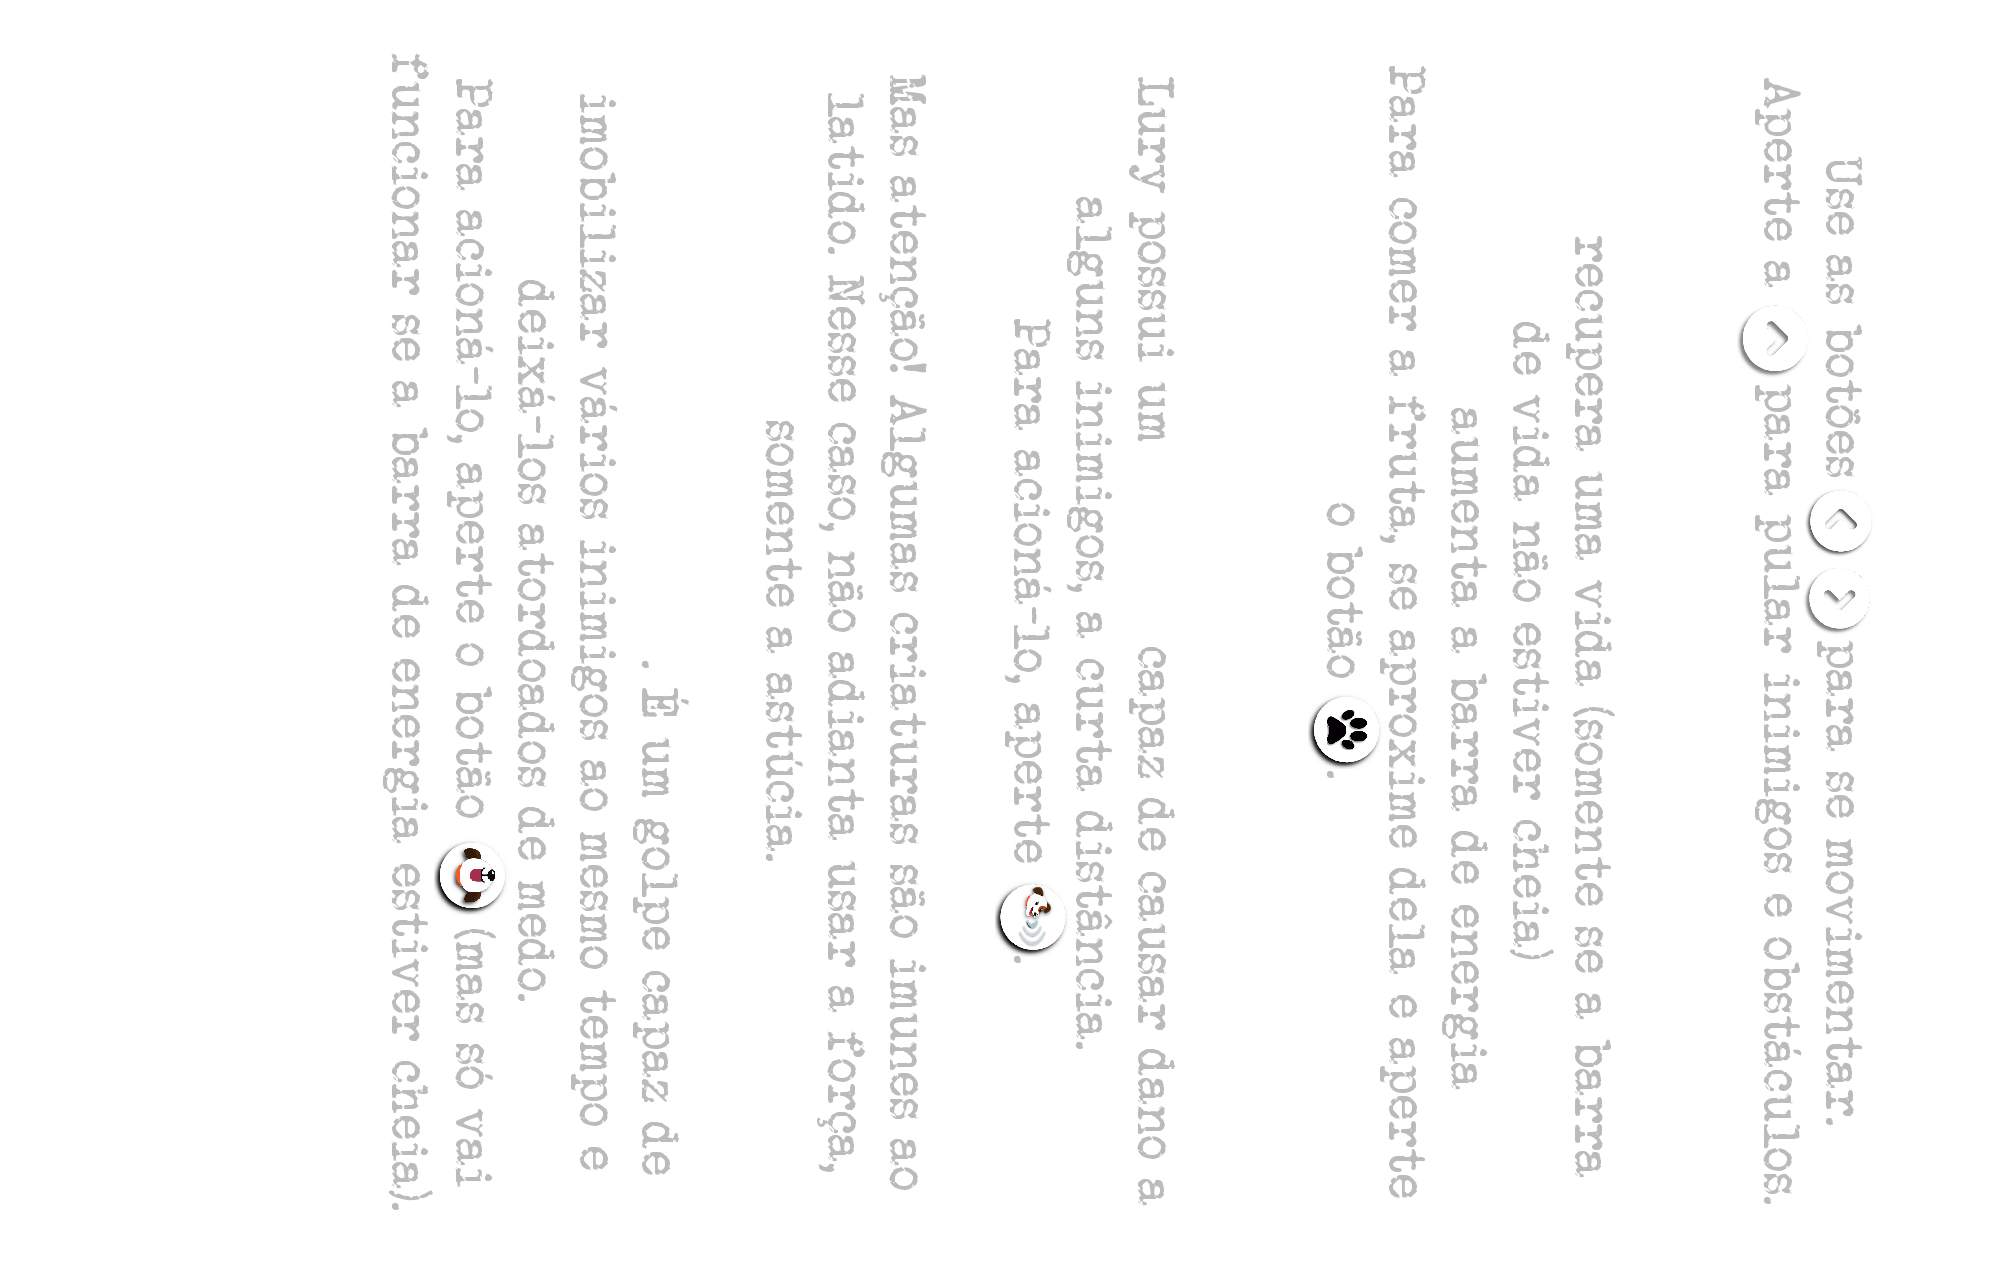 Use as botões para se movimentar.
Aperte a para pular inimigos e obstáculos.
recupera uma vida (somente se a barra
de vida não estiver cheia)
aumenta a barra de energia
Para comer a fruta, se aproxime dela e aperte
o botão .
Lury possui um capaz de causar dano a
alguns inimigos, a curta distância.
Para acioná-lo, aperte .
Mas atenção! Algumas criaturas são imunes ao
latido. Nesse caso, não adianta usar a força,
somente a astúcia.
. É um golpe capaz de
imobilizar vários inimigos ao mesmo tempo e
deixá-los atordoados de medo.
Para acioná-lo, aperte o botão (mas só vai
funcionar se a barra de energia estiver cheia).